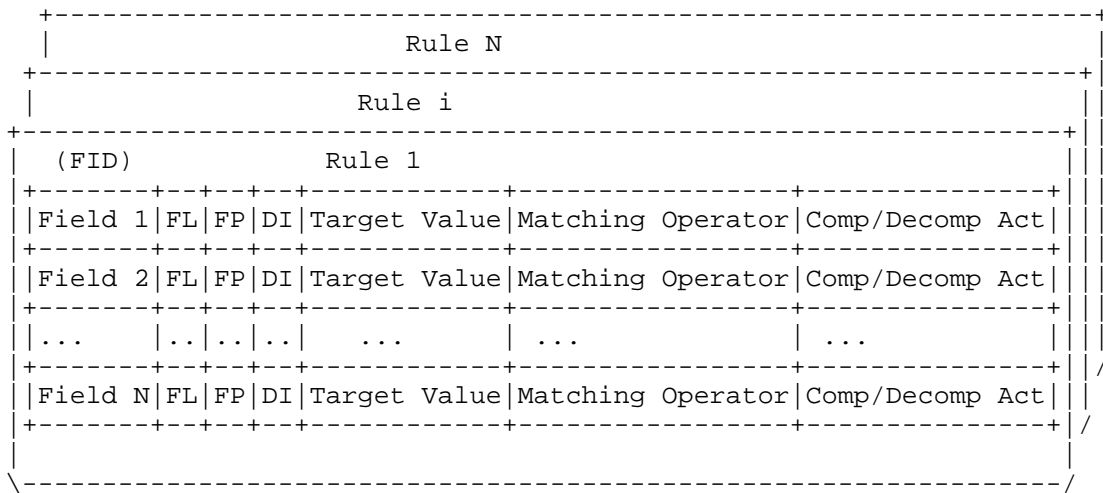 Rule N
Rule i
(FID) Rule 1
Field 1|FL|FP|DI|Target Value|Matching Operator|Comp/Decomp Act
Field 2|FL|FP|DI|Target Value|Matching Operator|Comp/Decomp Act
...|..|..|..|...|...|...
Field N|FL|FP|DI|Target Value|Matching Operator|Comp/Decomp Act